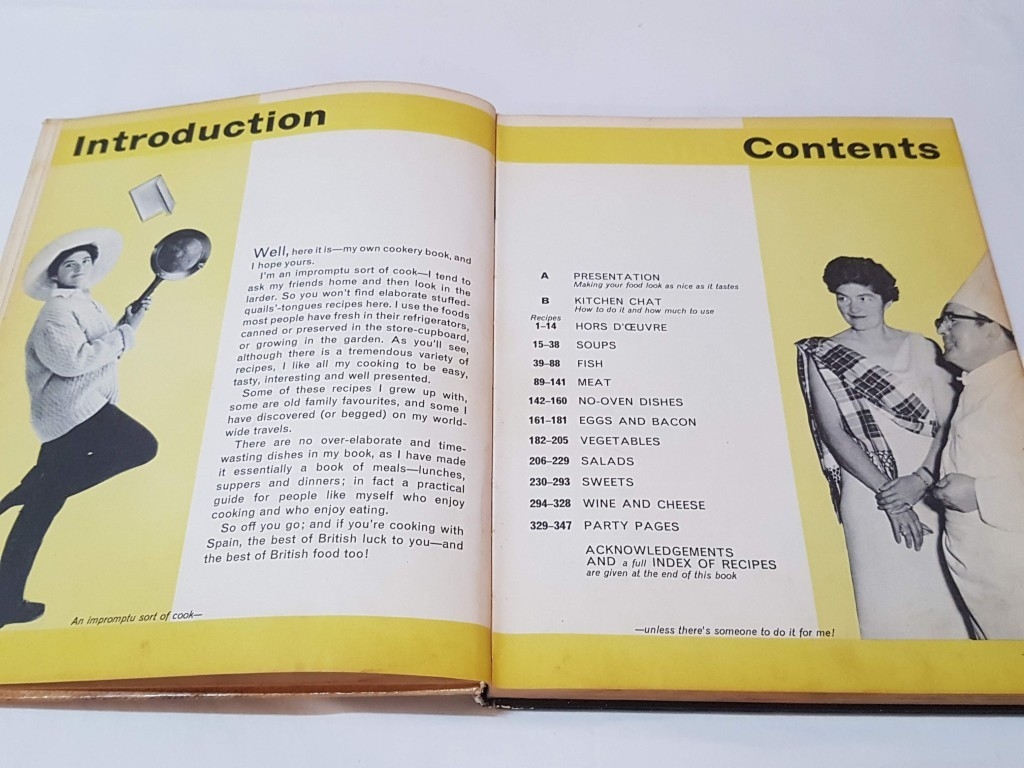 Introduction
Well, here it is—my own cookery book, and
I hope yours.
I'm an impromptu sort of cook—I tend to
ask my friends home and then look in the
larder. So you won't find elaborate stuffed-
quails'-tongues recipes here. I use the foods
most people have fresh in their refrigerators,
canned or preserved in the store-cupboard,
or growing in the garden. As you'll see,
although there is a tremendous variety of
recipes, I like all my cooking to be easy,
tasty, interesting and well presented.
Some of these recipes I grew up with,
some are old family favourites, and some I
have discovered (or begged) on my world-
wide travels.
There are no over-elaborate and time-
wasting dishes in my book, as I have made
it essentially a book of meals—lunches,
suppers and dinners; in fact a practical
guide for people like myself who enjoy
cooking and who enjoy eating.
So off you go; and if you're cooking with
Spain, the best of British luck to you—and
the best of British food too!
An impromptu sort of cook—
Contents
A PRESENTATION
Making your food look as nice as it tastes
B KITCHEN CHAT
How to do it and how much to use
Recipes
1–14 HORS D'ŒUVRE
15–38 SOUPS
39–88 FISH
89–141 MEAT
142–160 NO-OVEN DISHES
161–181 EGGS AND BACON
182–205 VEGETABLES
206–229 SALADS
230–293 SWEETS
294–328 WINE AND CHEESE
329–347 PARTY PAGES
ACKNOWLEDGEMENTS
AND a full INDEX OF RECIPES
are given at the end of this book
—unless there's someone to do it for me!